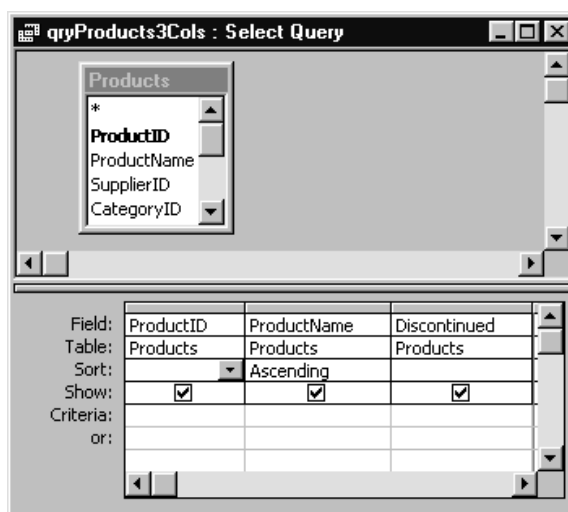 qryProducts3Cols : Select Query
Products
*
ProductID
ProductName
SupplierID
CategoryID
Field: ProductID ProductName Discontinued
Table: Products Products Products
Sort: Ascending
Show:
Criteria:
or: